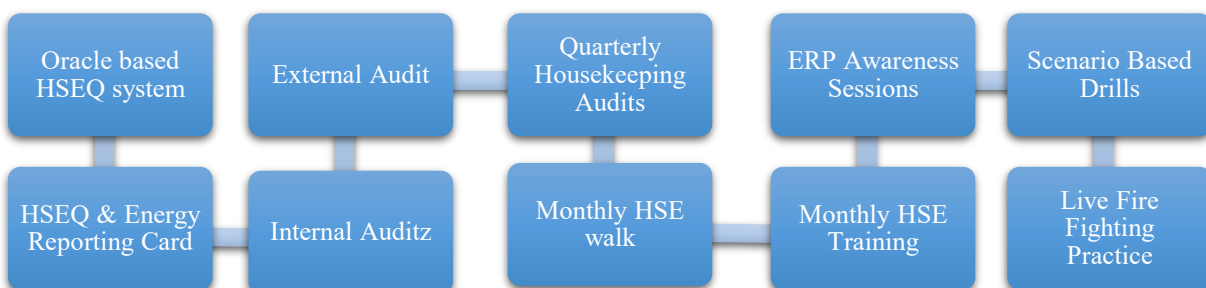 Oracle based
HSEQ system
External Audit
Quarterly
Housekeeping
Audits
ERP Awareness
Sessions
Scenario Based
Drills
HSEQ & Energy
Reporting Card
Internal Auditz
Monthly HSE
walk
Monthly HSE
Training
Live Fire
Fighting
Practice